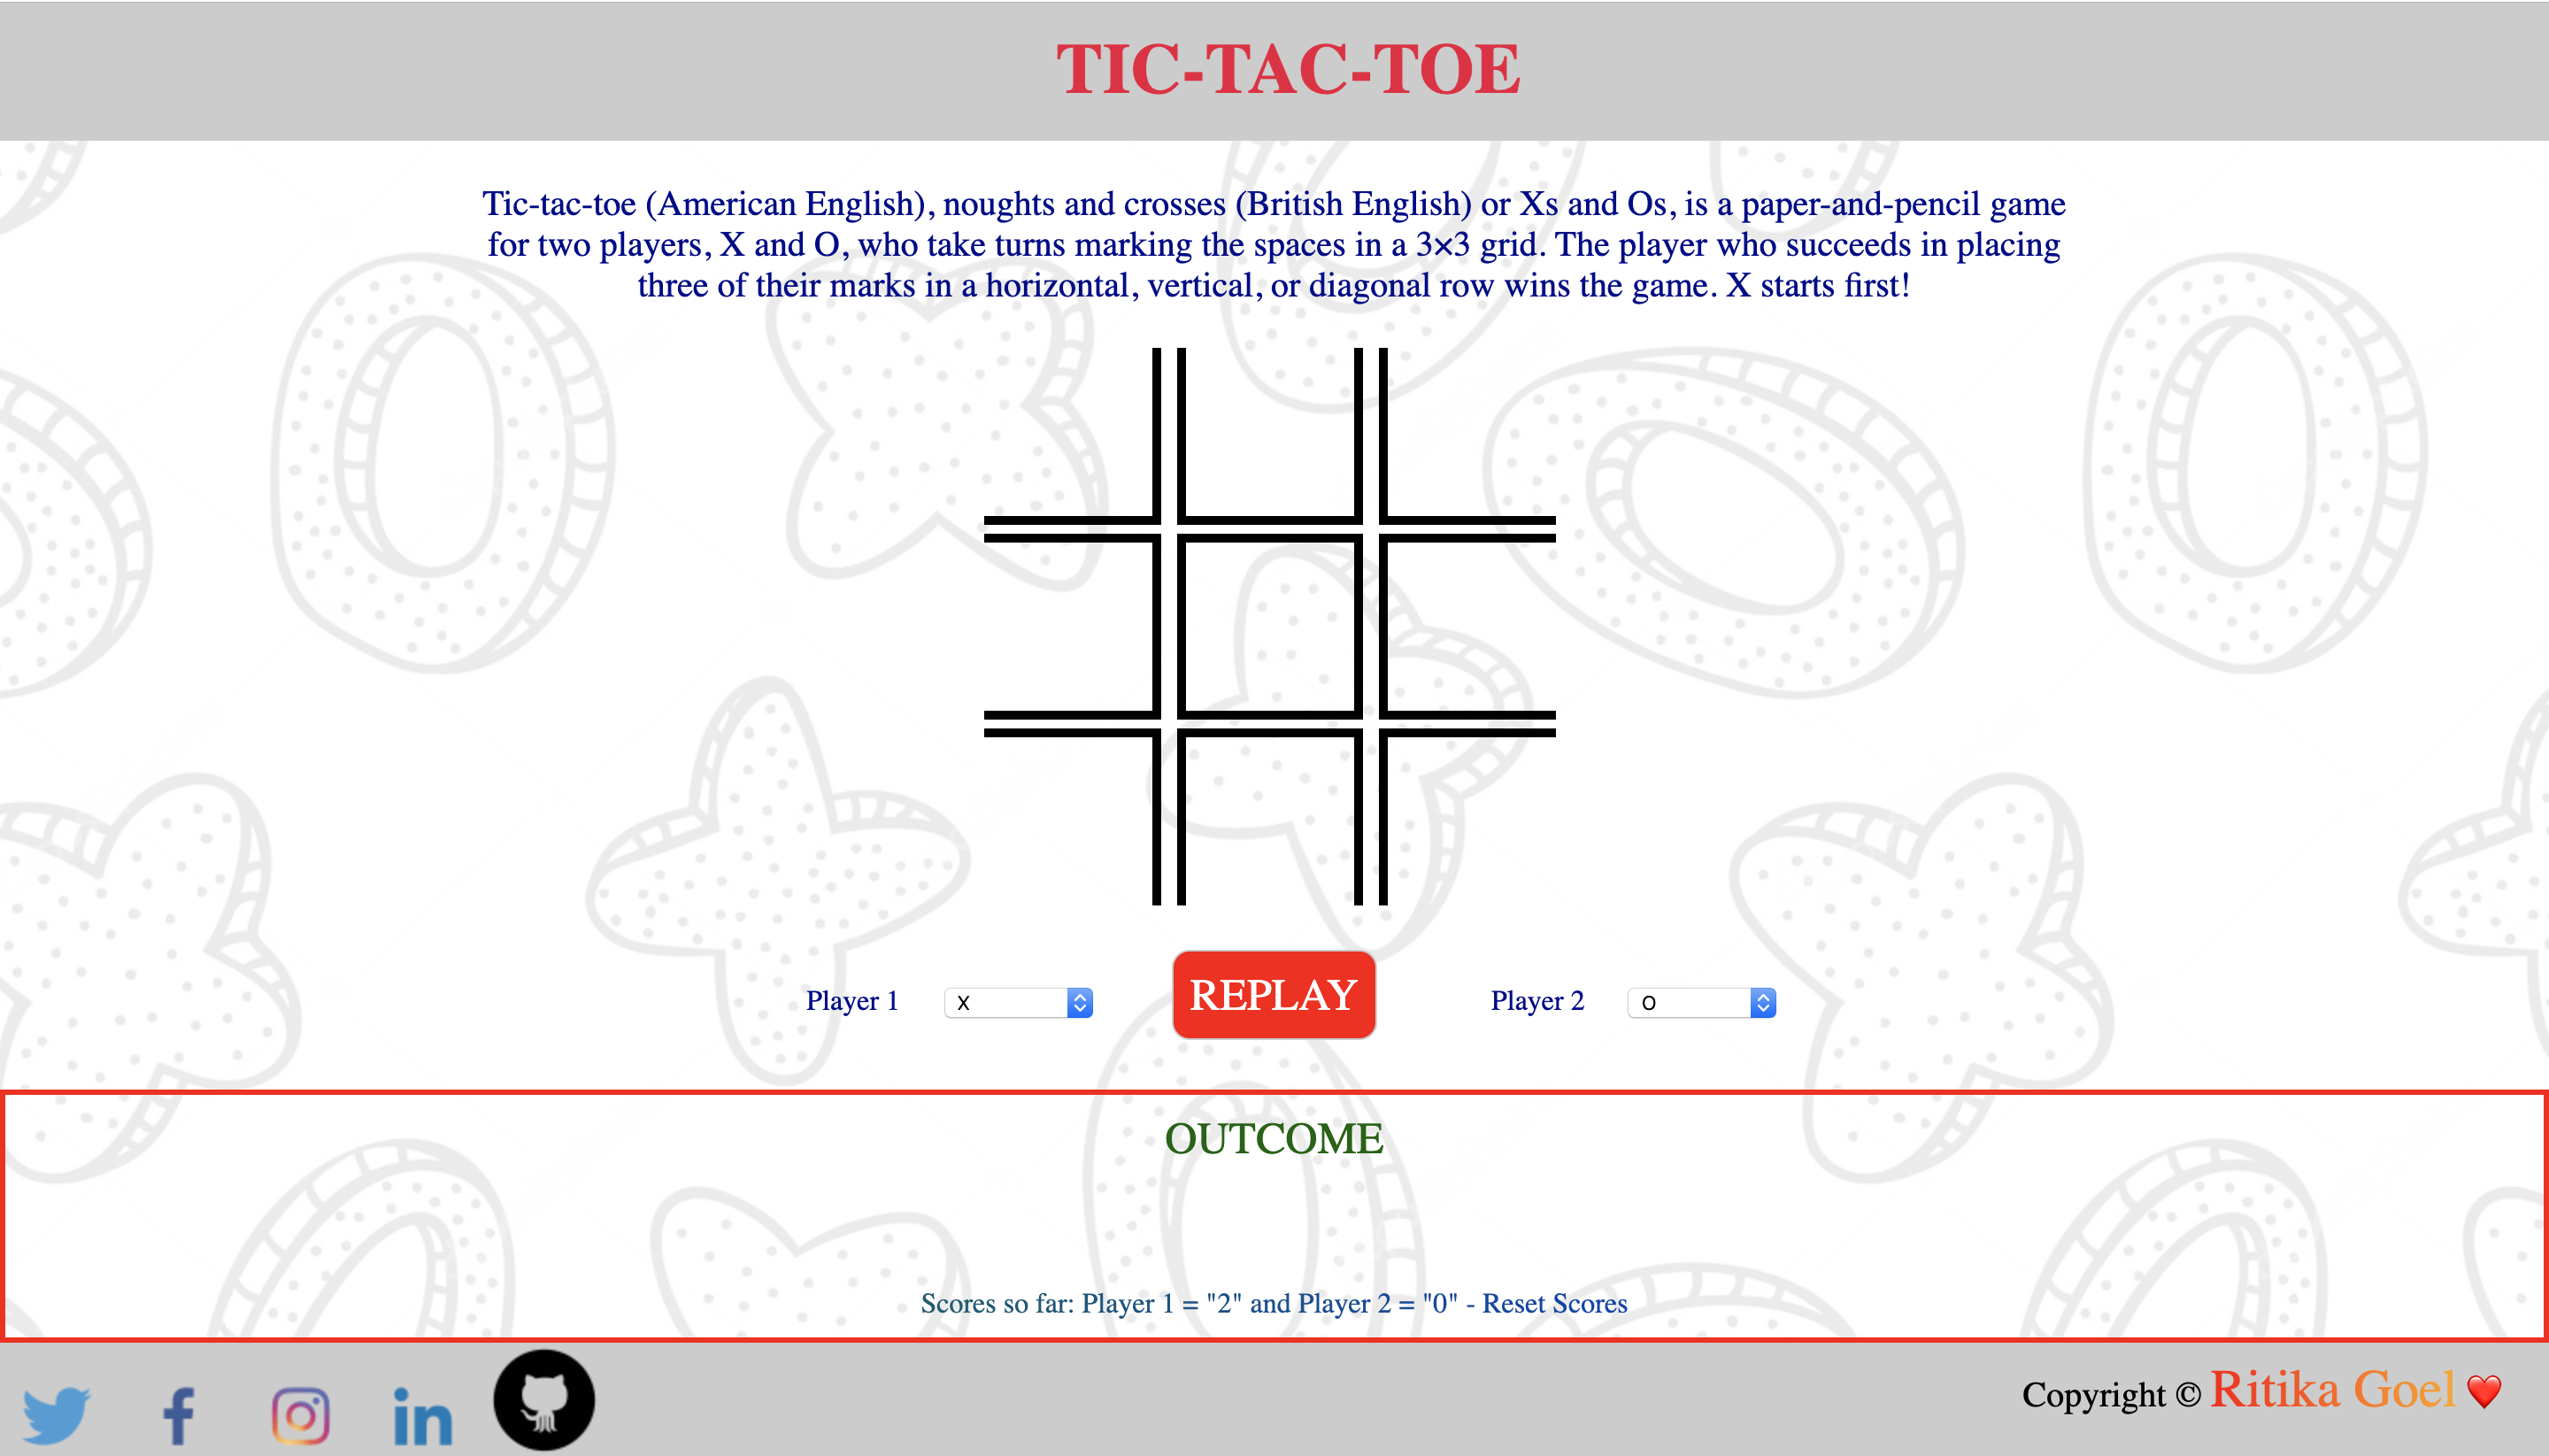 TIC-TAC-TOE
Tic-tac-toe (American English), noughts and crosses (British English) or Xs and Os, is a paper-and-pencil game
for two players, X and O, who take turns marking the spaces in a 3×3 grid. The player who succeeds in placing
three of their marks in a horizontal, vertical, or diagonal row wins the game. X starts first!
Player 1 X REPLAY Player 2 O
OUTCOME
Scores so far: Player 1 = "2" and Player 2 = "0" - Reset Scores
Copyright © Ritika Goel ❤️